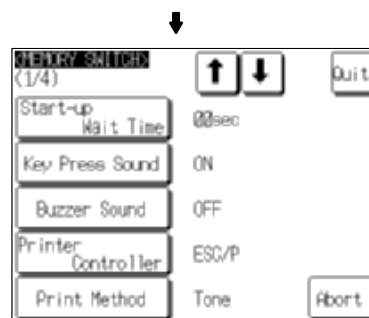 <MEMORY SWITCH>
(1/4)
Quit
Start-up
Wait Time
00sec
Key Press Sound
ON
Buzzer Sound
OFF
Printer
Controller
ESC/P
Print Method
Tone
Abort